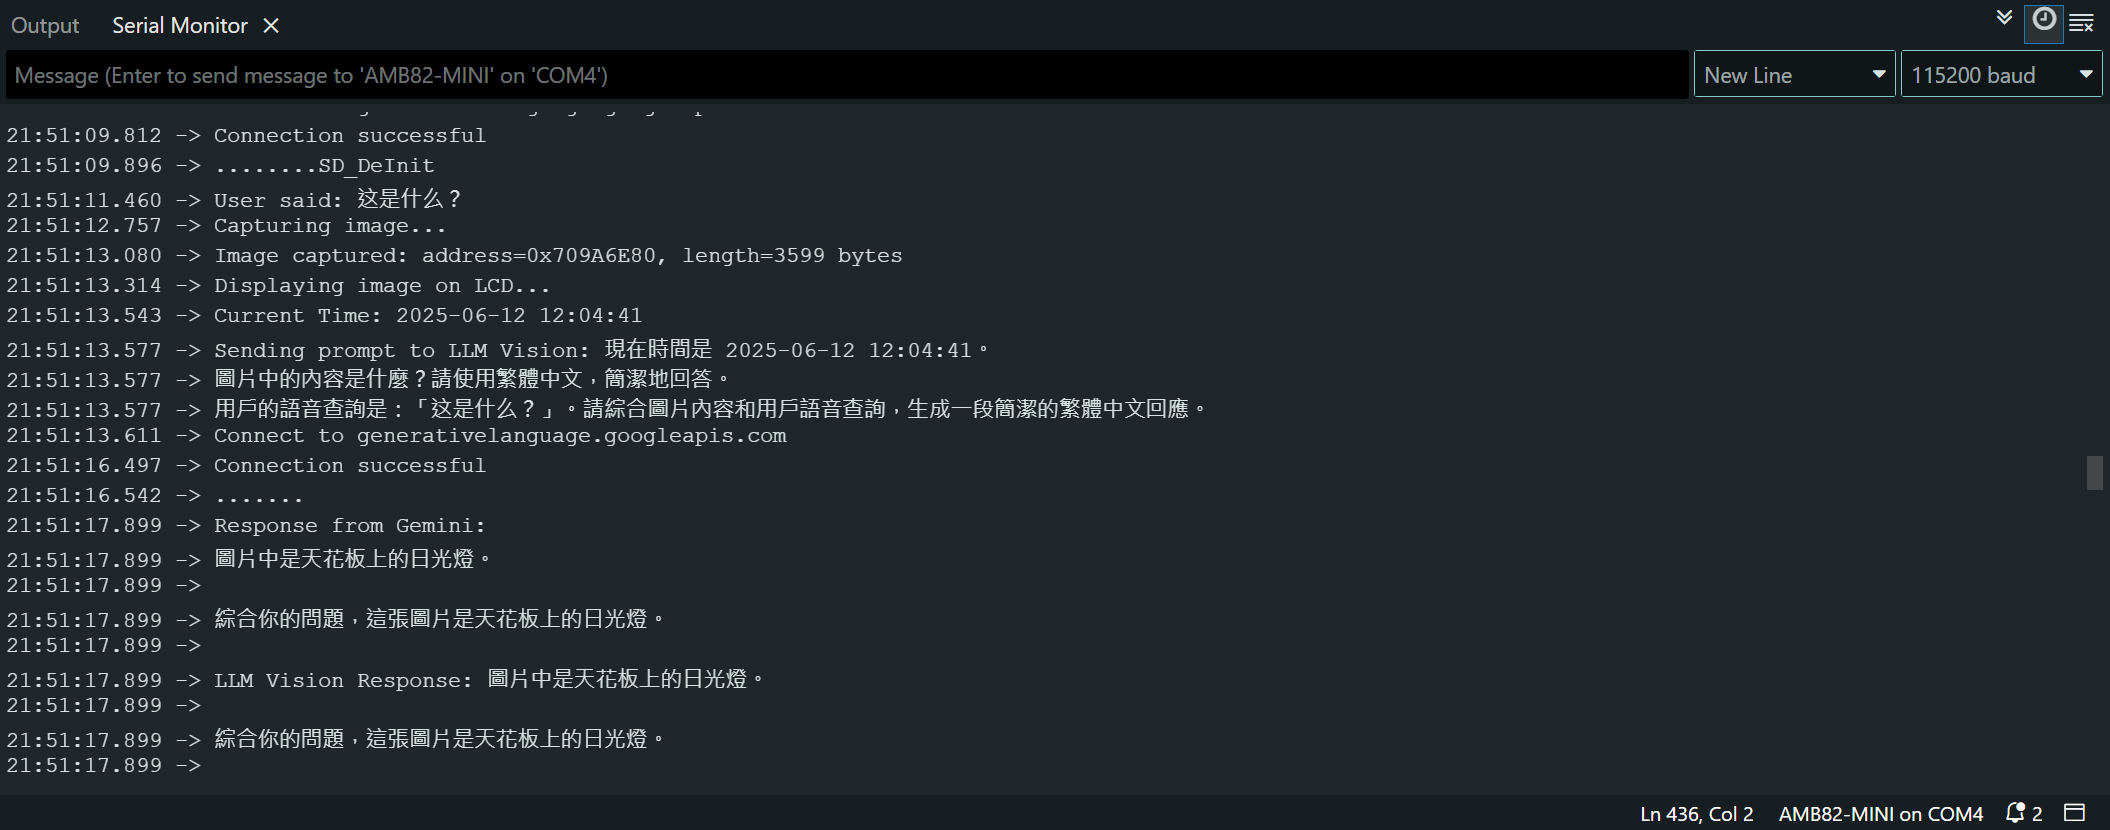 Output Serial Monitor
Message (Enter to send message to 'AMB82-MINI' on 'COM4') New Line 115200 baud
21:51:09.812 -> Connection successful
21:51:09.896 -> ........SD_DeInit
21:51:11.460 -> User said: 这是什么？
21:51:12.757 -> Capturing image...
21:51:13.080 -> Image captured: address=0x709A6E80, length=3599 bytes
21:51:13.314 -> Displaying image on LCD...
21:51:13.543 -> Current Time: 2025-06-12 12:04:41
21:51:13.577 -> Sending prompt to LLM Vision: 現在時間是 2025-06-12 12:04:41。
21:51:13.577 -> 圖片中的內容是什麼？請使用繁體中文，簡潔地回答。
21:51:13.577 -> 用戶的語音查詢是：「这是什么？」。請綜合圖片內容和用戶語音查詢，生成一段簡潔的繁體中文回應。
21:51:13.611 -> Connect to generativelanguage.googleapis.com
21:51:16.497 -> Connection successful
21:51:16.542 -> .......
21:51:17.899 -> Response from Gemini:
21:51:17.899 -> 圖片中是天花板上的日光燈。
21:51:17.899 ->
21:51:17.899 -> 綜合你的問題，這張圖片是天花板上的日光燈。
21:51:17.899 ->
21:51:17.899 -> LLM Vision Response: 圖片中是天花板上的日光燈。
21:51:17.899 ->
21:51:17.899 -> 綜合你的問題，這張圖片是天花板上的日光燈。
21:51:17.899 ->
Ln 436, Col 2 AMB82-MINI on COM4 2